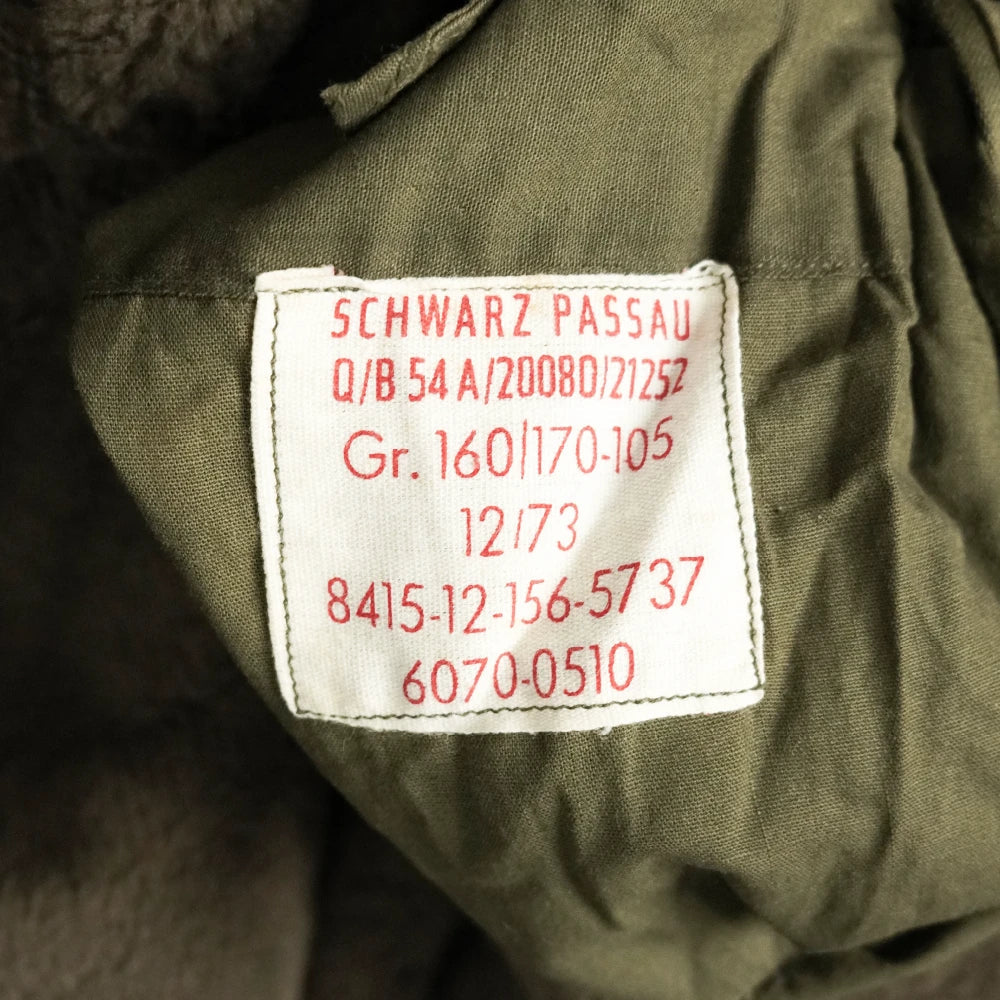 SCHWARZ PASSAU
Q/B 54 A/20080/21252
Gr. 160/170-105
12/73
8415-12-156-5737
6070-0510